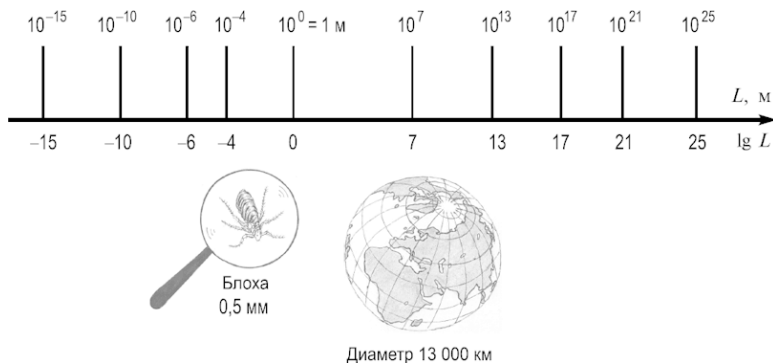 10⁻¹⁵ 10⁻¹⁰ 10⁻⁶ 10⁻⁴ 10⁰ = 1 м 10⁷ 10¹³ 10¹⁷ 10²¹ 10²⁵
L, м
–15 –10 –6 –4 0 7 13 17 21 25 lg L
Блоха
0,5 мм
Диаметр 13 000 км